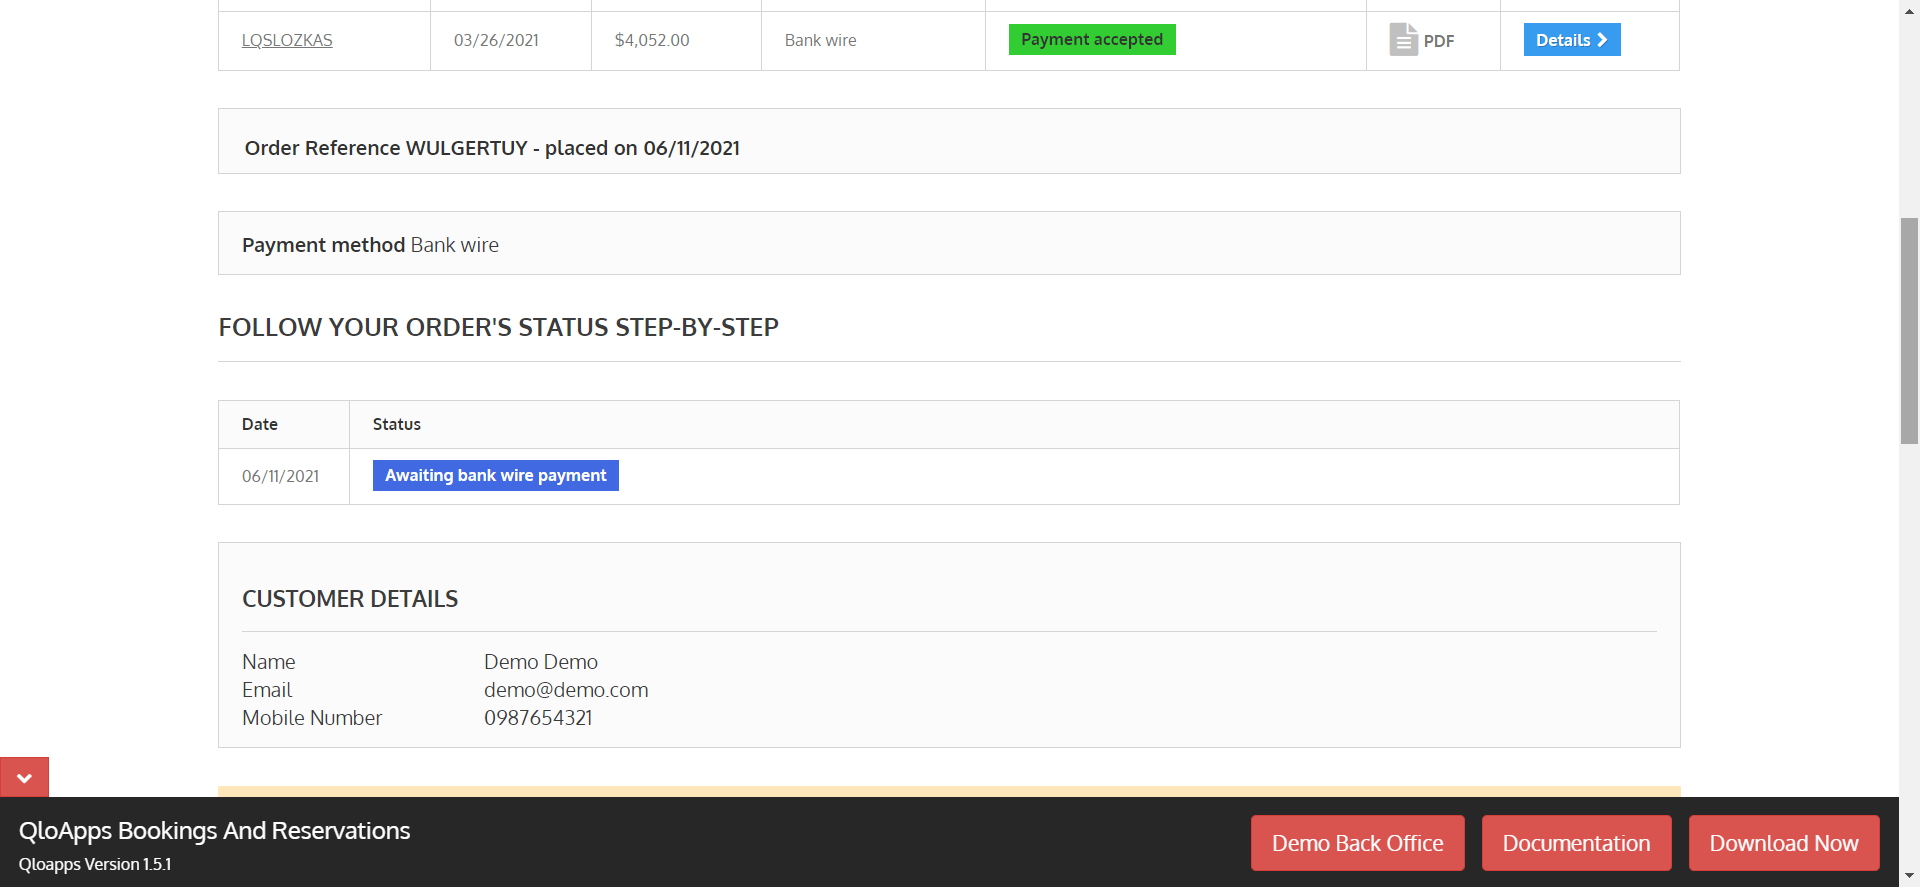 LQSLOZKAS 03/26/2021 $4,052.00 Bank wire Payment accepted PDF Details
Order Reference WULGERTUY - placed on 06/11/2021
Payment method Bank wire
FOLLOW YOUR ORDER'S STATUS STEP-BY-STEP
Date Status
06/11/2021 Awaiting bank wire payment
CUSTOMER DETAILS
Name Demo Demo
Email demo@demo.com
Mobile Number 0987654321
QloApps Bookings And Reservations
Qloapps Version 1.5.1
Demo Back Office Documentation Download Now